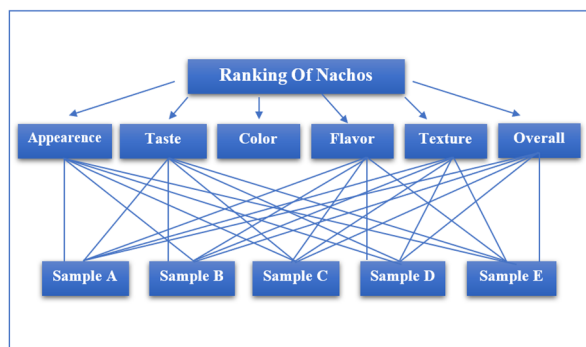 Ranking Of Nachos
Appearence
Taste
Color
Flavor
Texture
Overall
Sample A
Sample B
Sample C
Sample D
Sample E